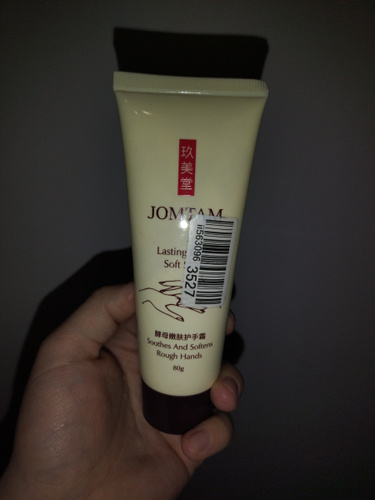 玖美堂
JOMTAM
Lasting
Soft
酵母嫩肤护手霜
Soothes And Softens
Rough Hands
80g
ii563096
3527